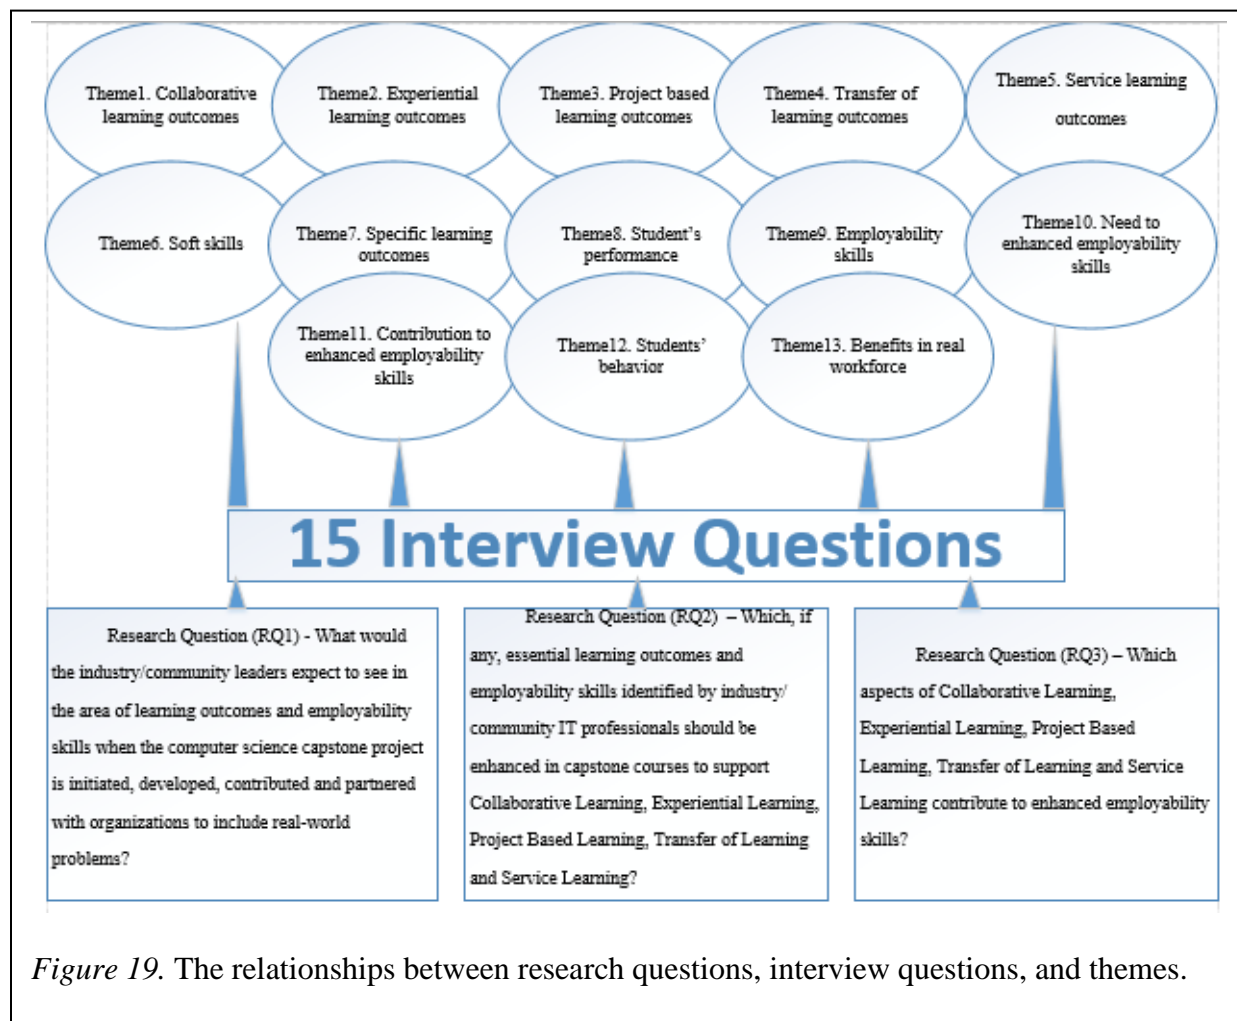 Theme1. Collaborative
learning outcomes
Theme2. Experiential
learning outcomes
Theme3. Project based
learning outcomes
Theme4. Transfer of
learning outcomes
Theme5. Service learning
outcomes
Theme6. Soft skills
Theme7. Specific learning
outcomes
Theme8. Student’s
performance
Theme9. Employability
skills
Theme10. Need to
enhanced employability
skills
Theme11. Contribution to
enhanced employability
skills
Theme12. Students’
behavior
Theme13. Benefits in real
workforce
15 Interview Questions
Research Question (RQ1) - What would
the industry/community leaders expect to see in
the area of learning outcomes and employability
skills when the computer science capstone project
is initiated, developed, contributed and partnered
with organizations to include real-world
problems?
Research Question (RQ2) – Which, if
any, essential learning outcomes and
employability skills identified by industry/
community IT professionals should be
enhanced in capstone courses to support
Collaborative Learning, Experiential Learning,
Project Based Learning, Transfer of Learning
and Service Learning?
Research Question (RQ3) – Which
aspects of Collaborative Learning,
Experiential Learning, Project Based
Learning, Transfer of Learning and Service
Learning contribute to enhanced employability
skills?
Figure 19. The relationships between research questions, interview questions, and themes.